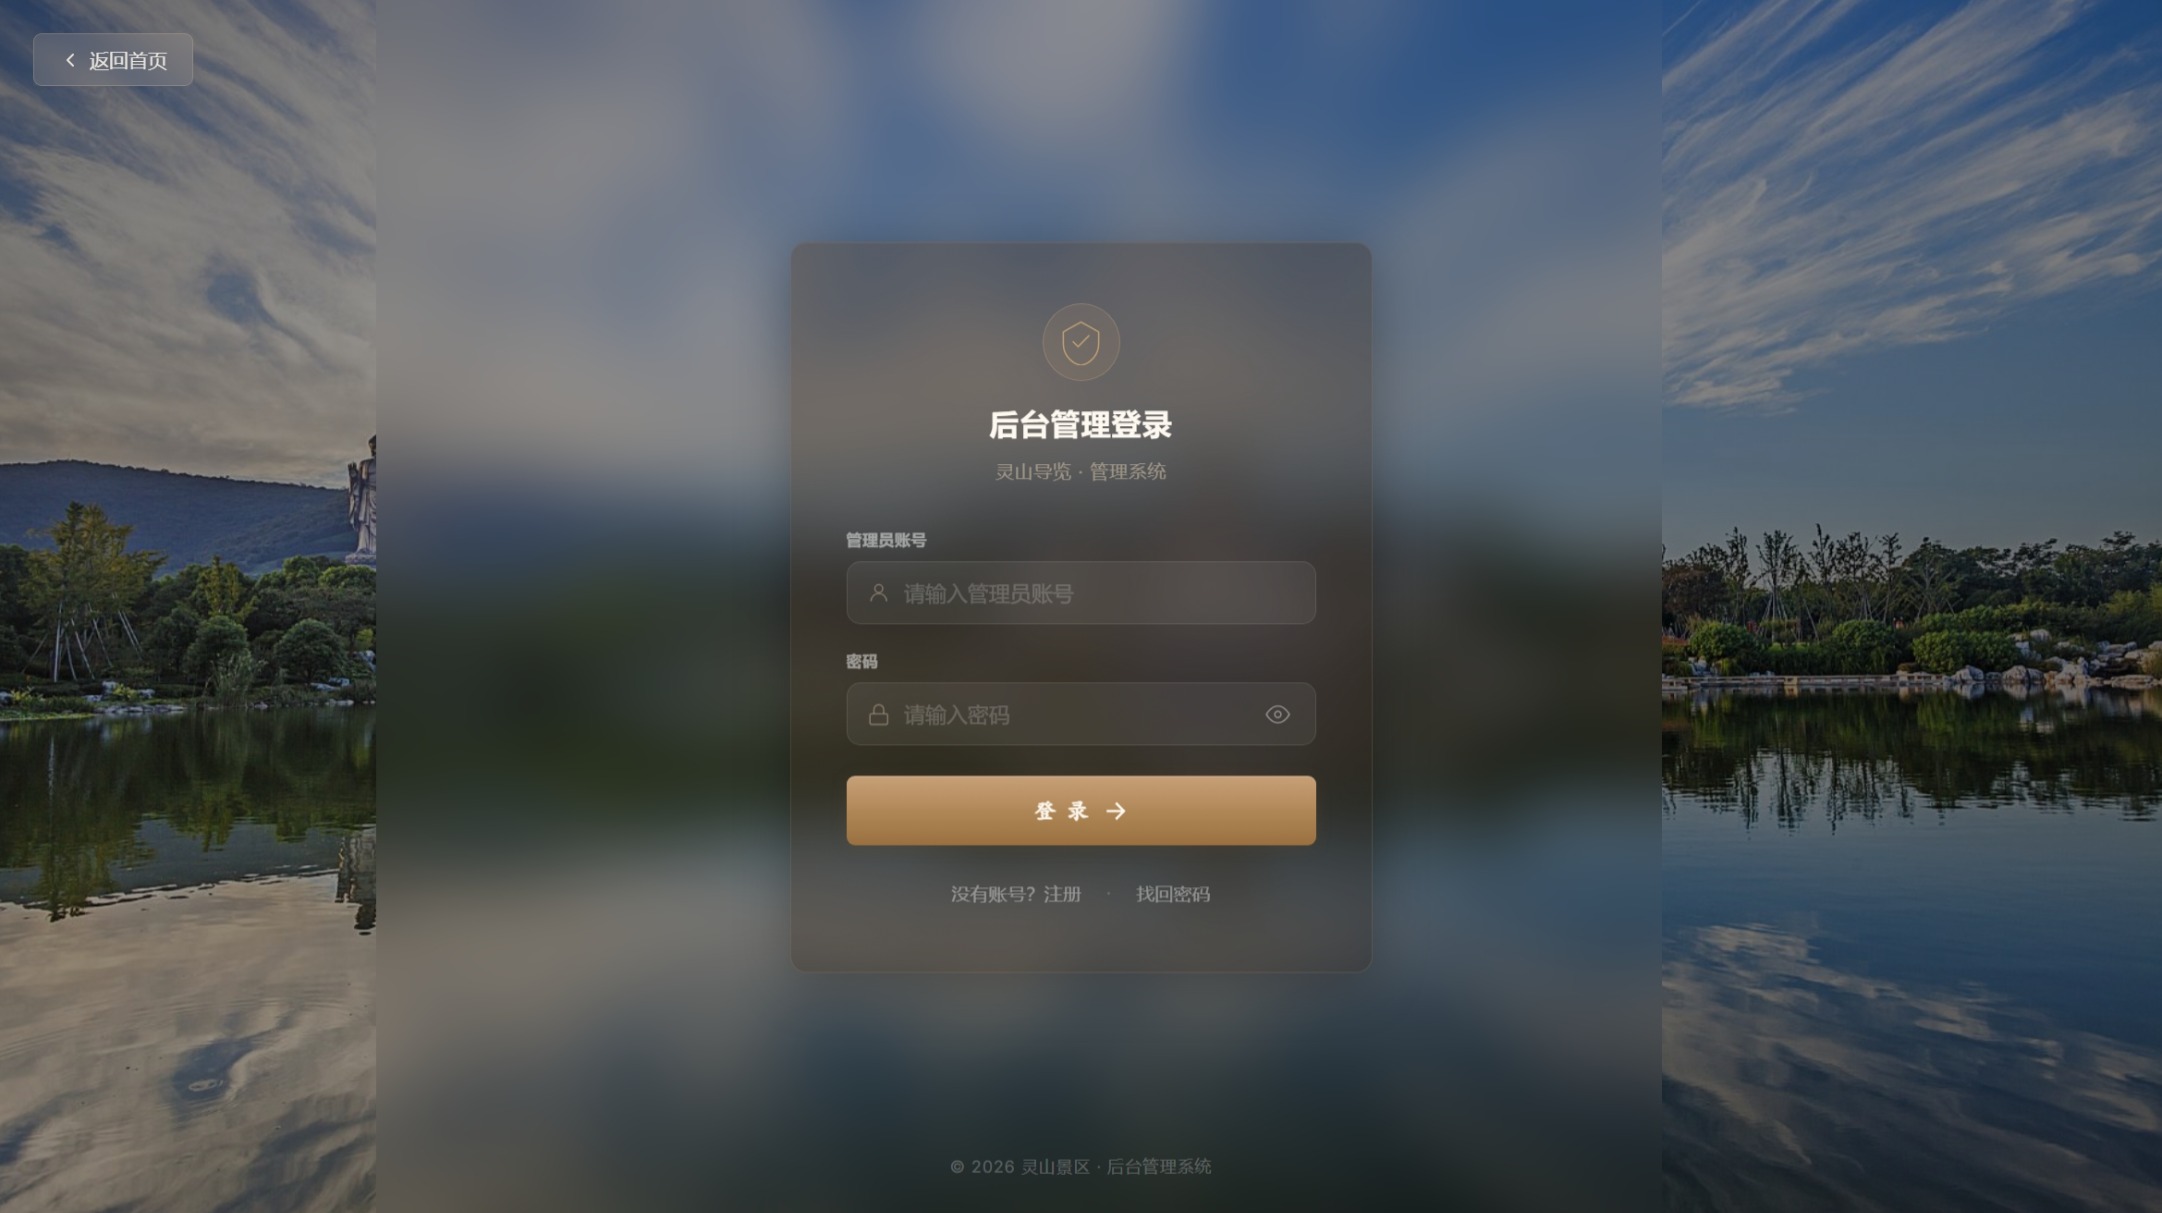 返回首页
后台管理登录
灵山导览 · 管理系统
管理员账号
请输入管理员账号
密码
请输入密码
登 录 →
没有账号？注册 · 找回密码
© 2026 灵山景区 · 后台管理系统